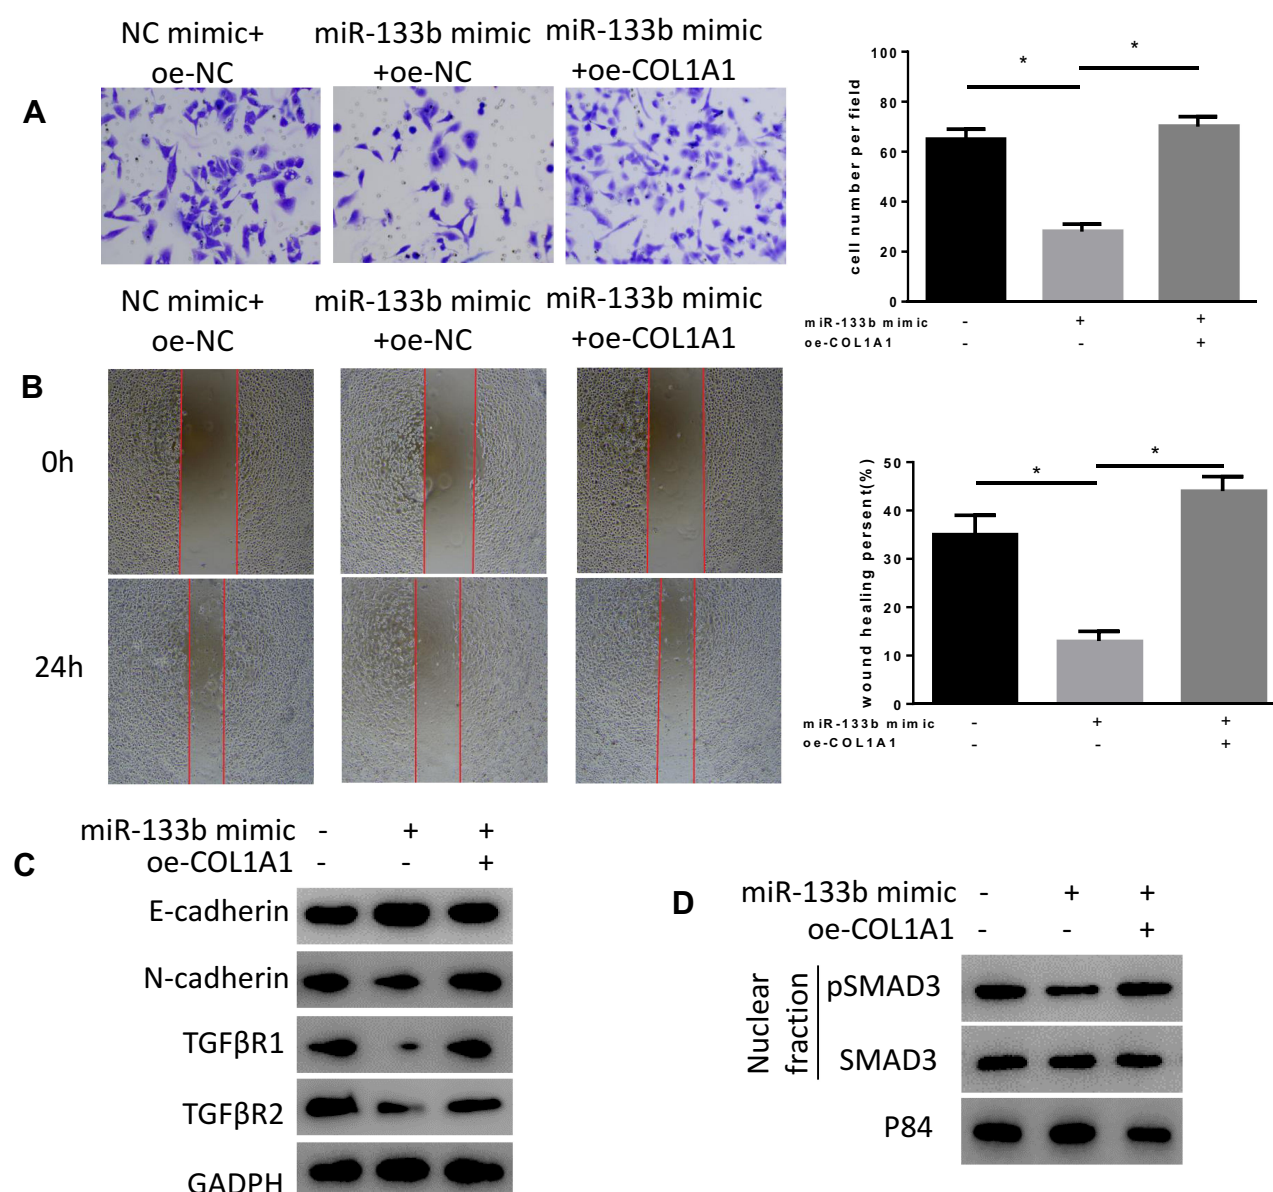 NC mimic+
oe-NC
miR-133b mimic
+oe-NC
miR-133b mimic
+oe-COL1A1
A
100
80
60
40
20
0
cell number per field
*
*
miR-133b mimic - + +
oe-COL1A1 - - +
NC mimic+
oe-NC
miR-133b mimic
+oe-NC
miR-133b mimic
+oe-COL1A1
B
0h
24h
50
40
30
20
10
0
wound healing persent(%)
*
*
miR-133b mimic - + +
oe-COL1A1 - - +
C
miR-133b mimic - + +
oe-COL1A1 - - +
E-cadherin
N-cadherin
TGFβR1
TGFβR2
GADPH
D
miR-133b mimic - + +
oe-COL1A1 - - +
Nuclear
fraction
pSMAD3
SMAD3
P84